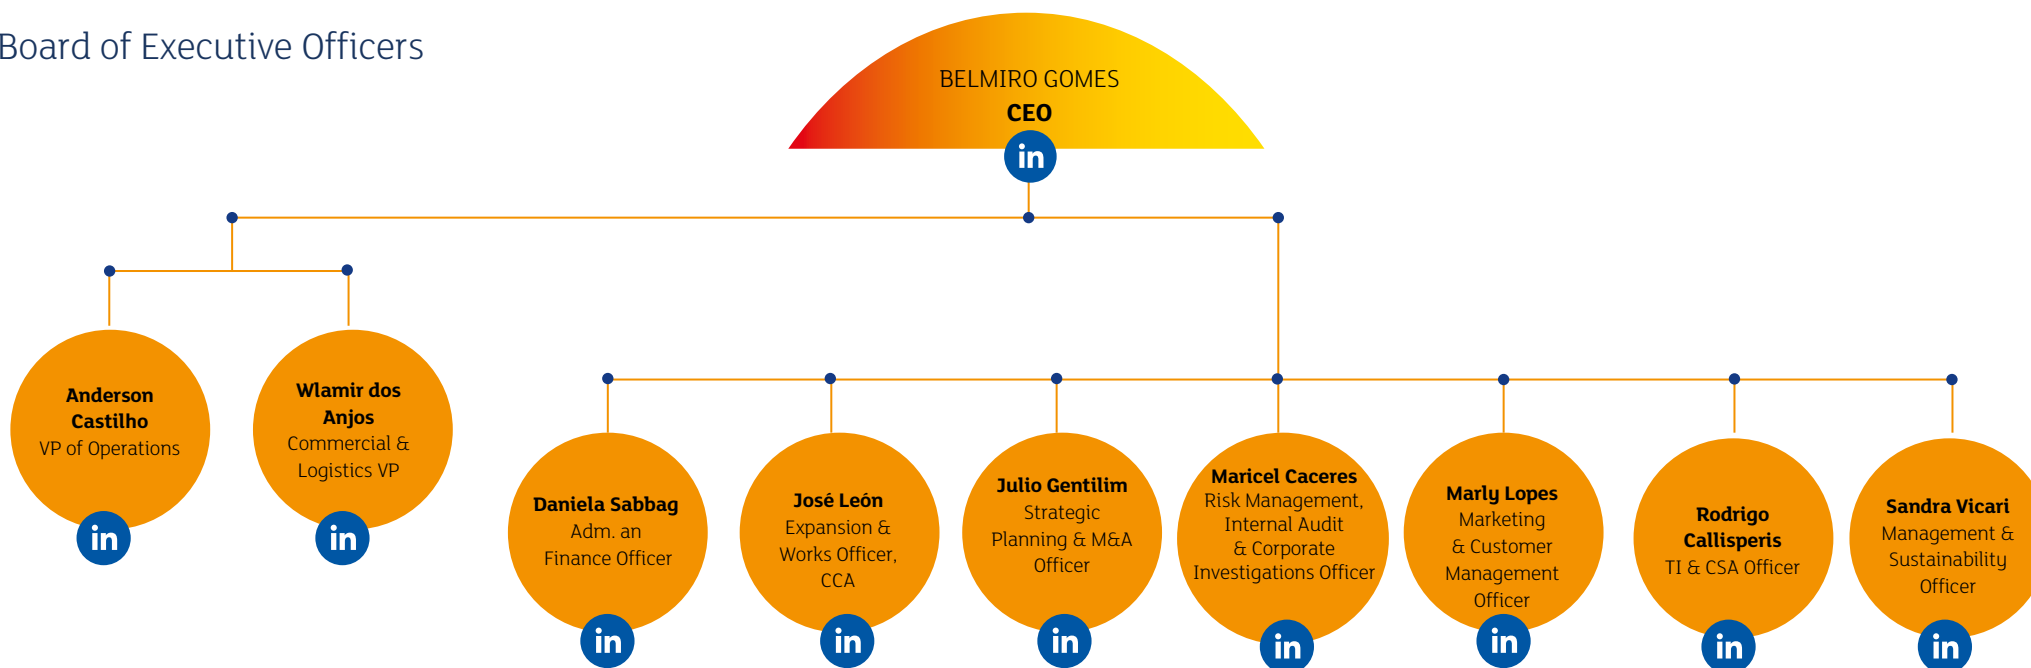 Board of Executive Officers
BELMIRO GOMES
CEO
in
Anderson
Castilho
VP of Operations
in
Wlamir dos
Anjos
Commercial &
Logistics VP
in
Daniela Sabbag
Adm. an
Finance Officer
in
José León
Expansion &
Works Officer,
CCA
in
Julio Gentilim
Strategic
Planning & M&A
Officer
in
Maricel Caceres
Risk Management,
Internal Audit
& Corporate
Investigations Officer
in
Marly Lopes
Marketing
& Customer
Management
Officer
in
Rodrigo
Callisperis
TI & CSA Officer
in
Sandra Vicari
Management &
Sustainability
Officer
in